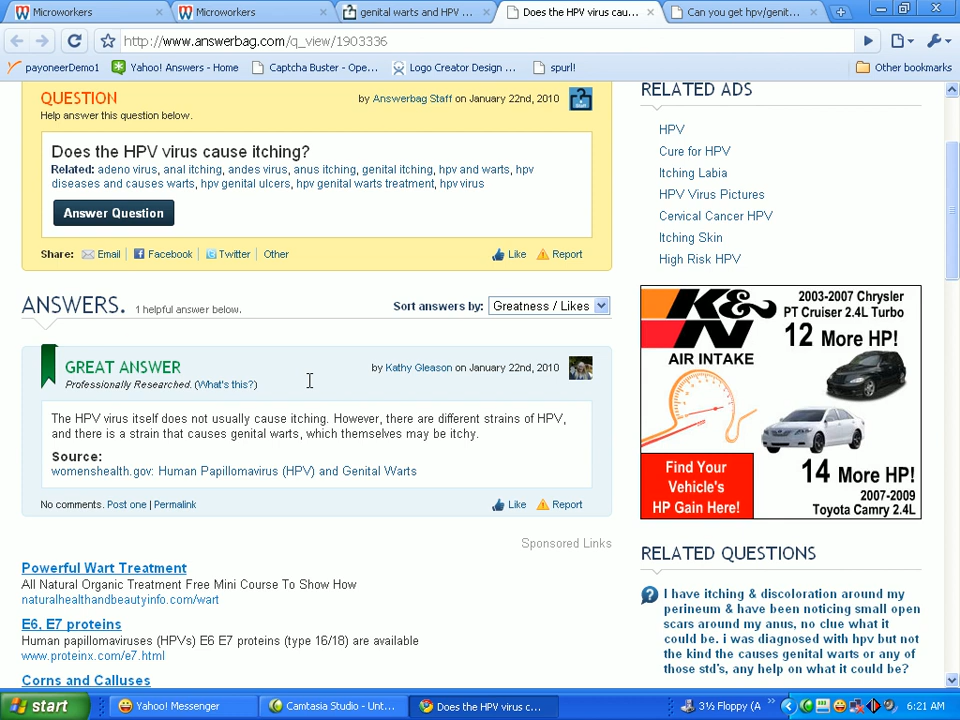 Microworkers
Microworkers
genital warts and HPV ...
Does the HPV virus cau...
Can you get hpv/genit...
http://www.answerbag.com/q_view/1903336
payoneerDemo1
Yahoo! Answers - Home
Captcha Buster - Ope...
Logo Creator Design ...
spurl!
Other bookmarks
QUESTION
by Answerbag Staff on January 22nd, 2010
Help answer this question below.
Does the HPV virus cause itching?
Related: adeno virus, anal itching, andes virus, anus itching, genital itching, hpv and warts, hpv
diseases and causes warts, hpv genital ulcers, hpv genital warts treatment, hpv virus
Answer Question
Share: Email | Facebook | Twitter | Other
Like
Report
ANSWERS.
1 helpful answer below.
Sort answers by:
Greatness / Likes
GREAT ANSWER
Professionally Researched. (What's this?)
by Kathy Gleason on January 22nd, 2010
The HPV virus itself does not usually cause itching. However, there are different strains of HPV,
and there is a strain that causes genital warts, which themselves may be itchy.
Source:
womenshealth.gov: Human Papillomavirus (HPV) and Genital Warts
No comments. Post one | Permalink
Like
Report
Sponsored Links
Powerful Wart Treatment
All Natural Organic Treatment Free Mini Course To Show How
naturalhealthandbeautyinfo.com/wart
E6, E7 proteins
Human papillomaviruses (HPVs) E6 E7 proteins (type 16/18) are available
www.proteinx.com/e7.html
Corns and Calluses
RELATED ADS
HPV
Cure for HPV
Itching Labia
HPV Virus Pictures
Cervical Cancer HPV
Itching Skin
High Risk HPV
K&N
AIR INTAKE
2003-2007 Chrysler
PT Cruiser 2.4L Turbo
12 More HP!
Find Your
Vehicle's
HP Gain Here!
14 More HP!
2007-2009
Toyota Camry 2.4L
RELATED QUESTIONS
I have itching & discoloration around my
perineum & have been noticing small open
scars around my anus, no clue what it
could be. i was diagnosed with hpv but not
the kind the causes genital warts or any of
those std's, any help on what it could be?
start
Yahoo! Messenger
Camtasia Studio - Unt...
Does the HPV virus c...
3½ Floppy (A
6:21 AM